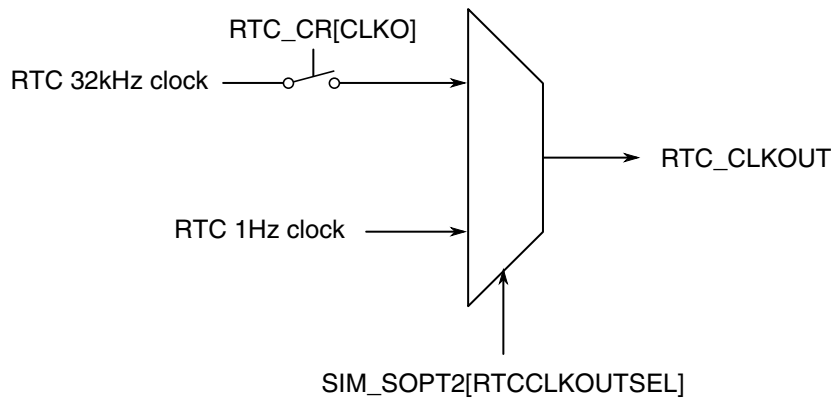 RTC_CR[CLKO]
RTC 32kHz clock
RTC_CLKOUT
RTC 1Hz clock
SIM_SOPT2[RTCCLKOUTSEL]